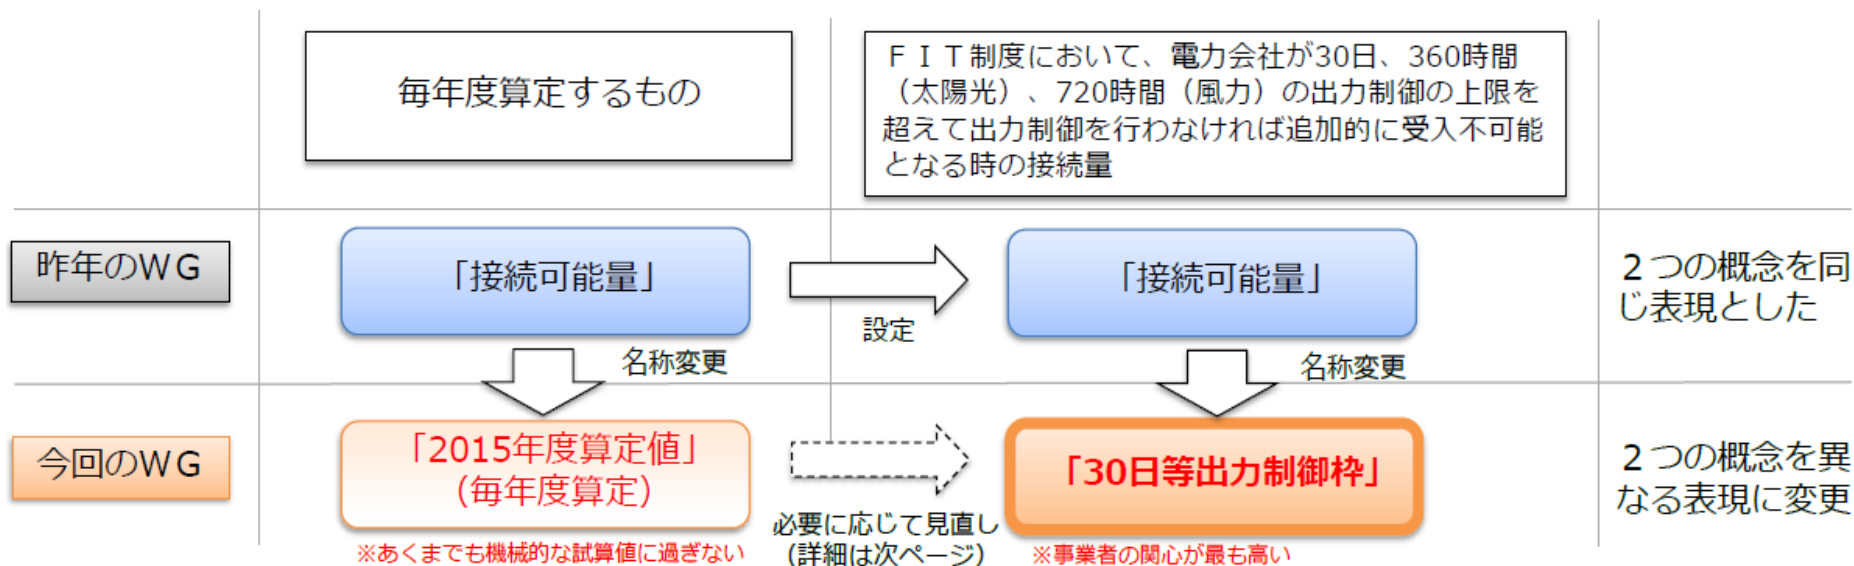 毎年度算定するもの
ＦＩＴ制度において、電力会社が30日、360時間
（太陽光）、720時間（風力）の出力制御の上限を
超えて出力制御を行わなければ追加的に受入不可能
となる時の接続量
昨年のＷＧ
「接続可能量」
設定
「接続可能量」
２つの概念を同
じ表現とした
名称変更
名称変更
今回のＷＧ
「2015年度算定値」
（毎年度算定）
※あくまでも機械的な試算値に過ぎない
必要に応じて見直し
（詳細は次ページ）
「30日等出力制御枠」
※事業者の関心が最も高い
２つの概念を異
なる表現に変更